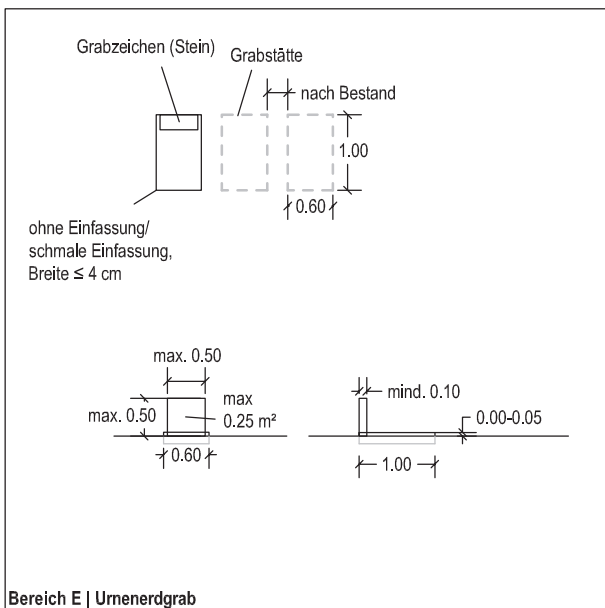 Grabzeichen (Stein)
Grabstätte
nach Bestand
1.00
0.60
ohne Einfassung/
schmale Einfassung,
Breite ≤ 4 cm
max. 0.50
max. 0.50
max
0.25 m²
0.60
mind. 0.10
0.00-0.05
1.00
Bereich E | Urnenerdgrab